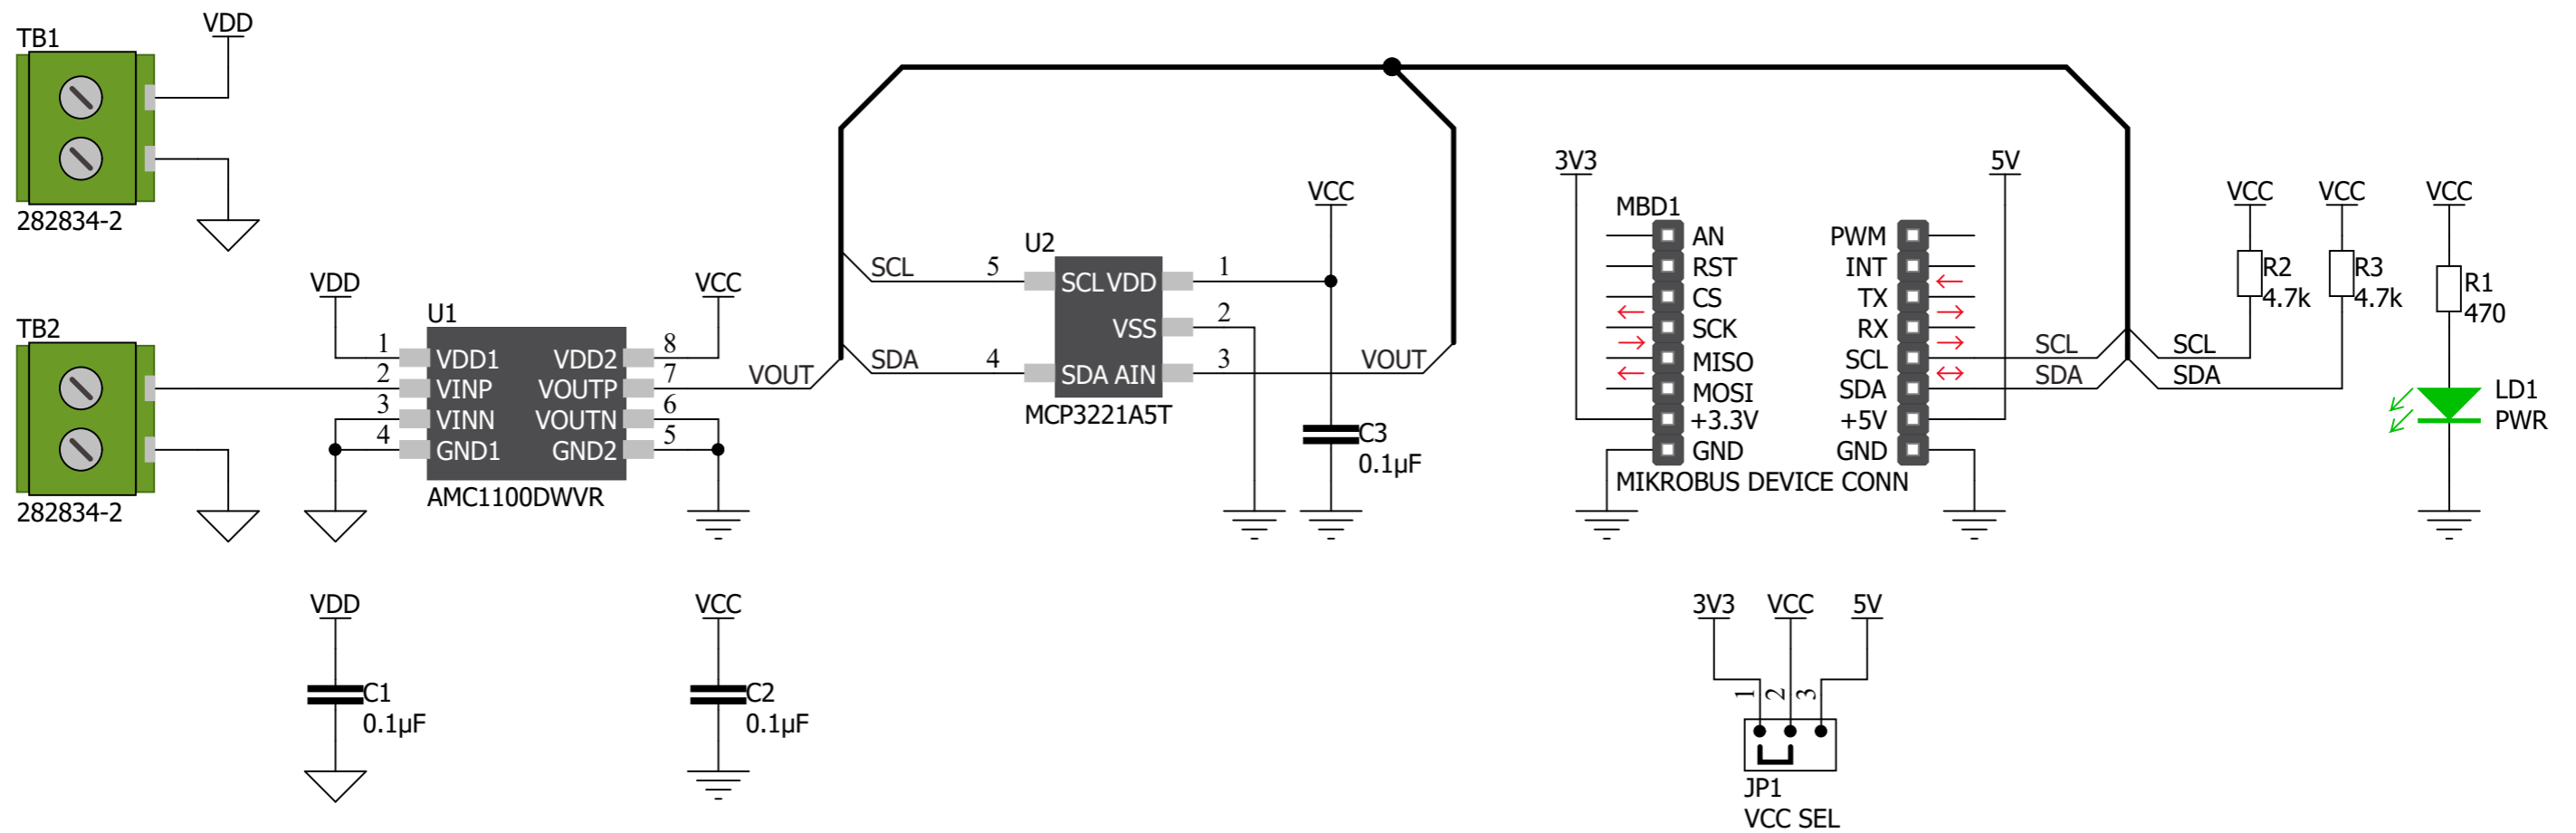 TB1
VDD
282834-2
TB2
282834-2
VDD
U1
VCC
1
VDD1
VDD2
8
2
VINP
VOUTP
7
VOUT
3
VINN
VOUTN
6
4
GND1
GND2
5
AMC1100DWVR
VDD
C1
0.1µF
VCC
C2
0.1µF
SCL
5
U2
SCL
VDD
1
VCC
VSS
2
SDA
4
SDA
AIN
3
VOUT
MCP3221A5T
C3
0.1µF
3V3
5V
MBD1
AN
PWM
RST
INT
CS
TX
SCK
RX
MISO
SCL
MOSI
SDA
+3.3V
+5V
GND
GND
MIKROBUS DEVICE CONN
SCL
SCL
SDA
SDA
VCC
VCC
VCC
R2
4.7k
R3
4.7k
R1
470
LD1
PWR
3V3
VCC
5V
1
2
3
JP1
VCC SEL